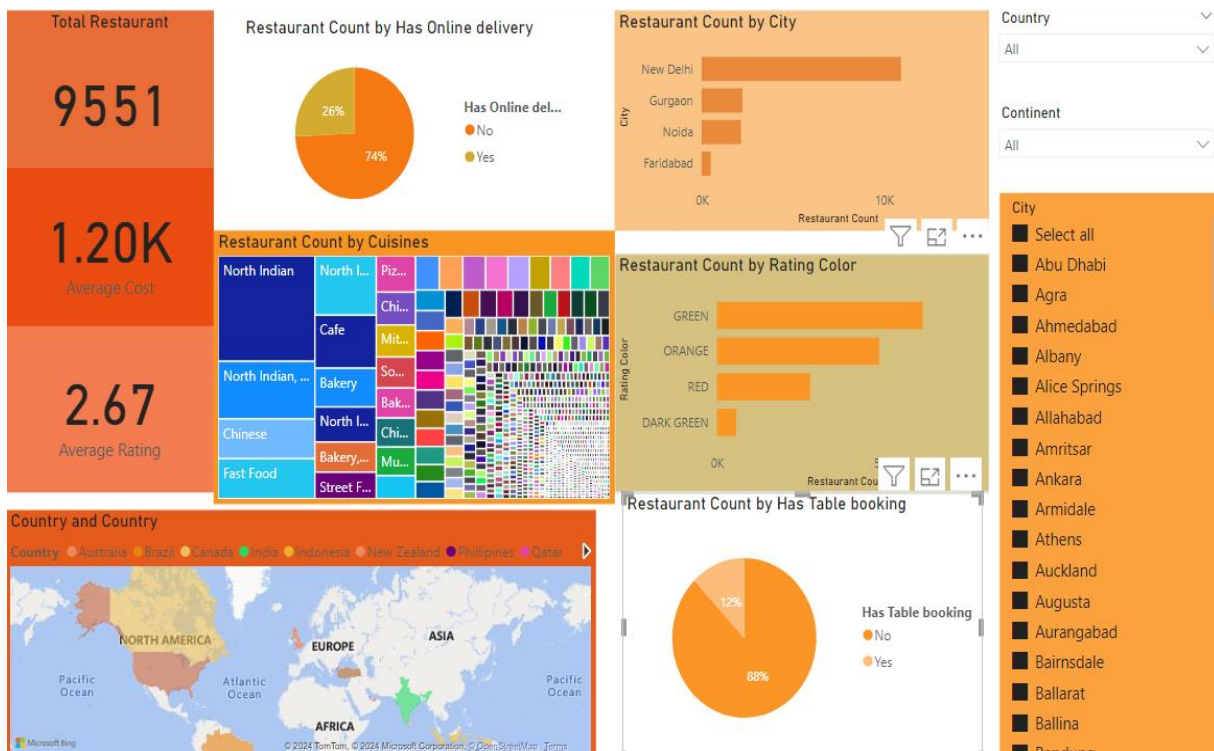 Total Restaurant
9551
1.20K
Average Cost
2.67
Average Rating
Restaurant Count by Has Online delivery
26%
74%
Has Online del...
No
Yes
Restaurant Count by City
City
New Delhi
Gurgaon
Noida
Faridabad
0K
10K
Restaurant Count
Country
All
Continent
All
City
Select all
Abu Dhabi
Agra
Ahmedabad
Albany
Alice Springs
Allahabad
Amritsar
Ankara
Armidale
Athens
Auckland
Augusta
Aurangabad
Bairnsdale
Ballarat
Ballina
Restaurant Count by Cuisines
North Indian
North Indian, ...
Chinese
Fast Food
North I...
Cafe
Bakery
North I...
Bakery,...
Street F...
Piz...
Chi...
Mit...
So...
Bak...
Chi...
Mu...
Restaurant Count by Rating Color
Rating Color
GREEN
ORANGE
RED
DARK GREEN
0K
Restaurant Cou
Country and Country
Country Australia Brazil Canada India Indonesia New Zealand Phillipines Qatar
NORTH AMERICA
EUROPE
ASIA
AFRICA
Pacific
Ocean
Atlantic
Ocean
Pacific
Ocean
Microsoft Bing
© 2024 TomTom, © 2024 Microsoft Corporation, © OpenStreetMap Terms
Restaurant Count by Has Table booking
12%
88%
Has Table booking
No
Yes